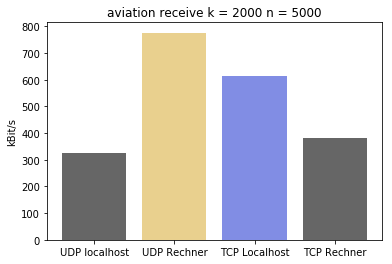 aviation receive k = 2000 n = 5000
kBit/s
800
700
600
500
400
300
200
100
0
UDP localhost
UDP Rechner
TCP Localhost
TCP Rechner